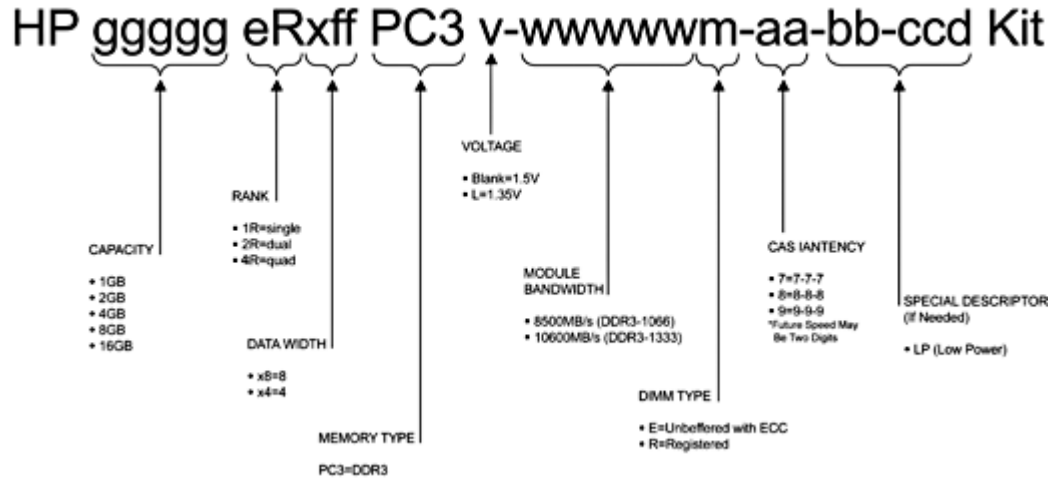 HP ggggg eRxff PC3 v-wwwwwm-aa-bb-ccd Kit
VOLTAGE
• Blank=1.5V
• L=1.35V
RANK
• 1R=single
• 2R=dual
• 4R=quad
CAPACITY
• 1GB
• 2GB
• 4GB
• 8GB
• 16GB
CAS lANTENCY
• 7=7-7-7
• 8=8-8-8
• 9=9-9-9
*Future Speed May
Be Two Digits
MODULE
BANDWIDTH
• 8500MB/s (DDR3-1066)
• 10600MB/s (DDR3-1333)
SPECIAL DESCRIPTOR
(If Needed)
• LP (Low Power)
DATA WIDTH
• x8=8
• x4=4
DIMM TYPE
• E=Unbeffered with ECC
• R=Registered
MEMORY TYPE
PC3=DDR3